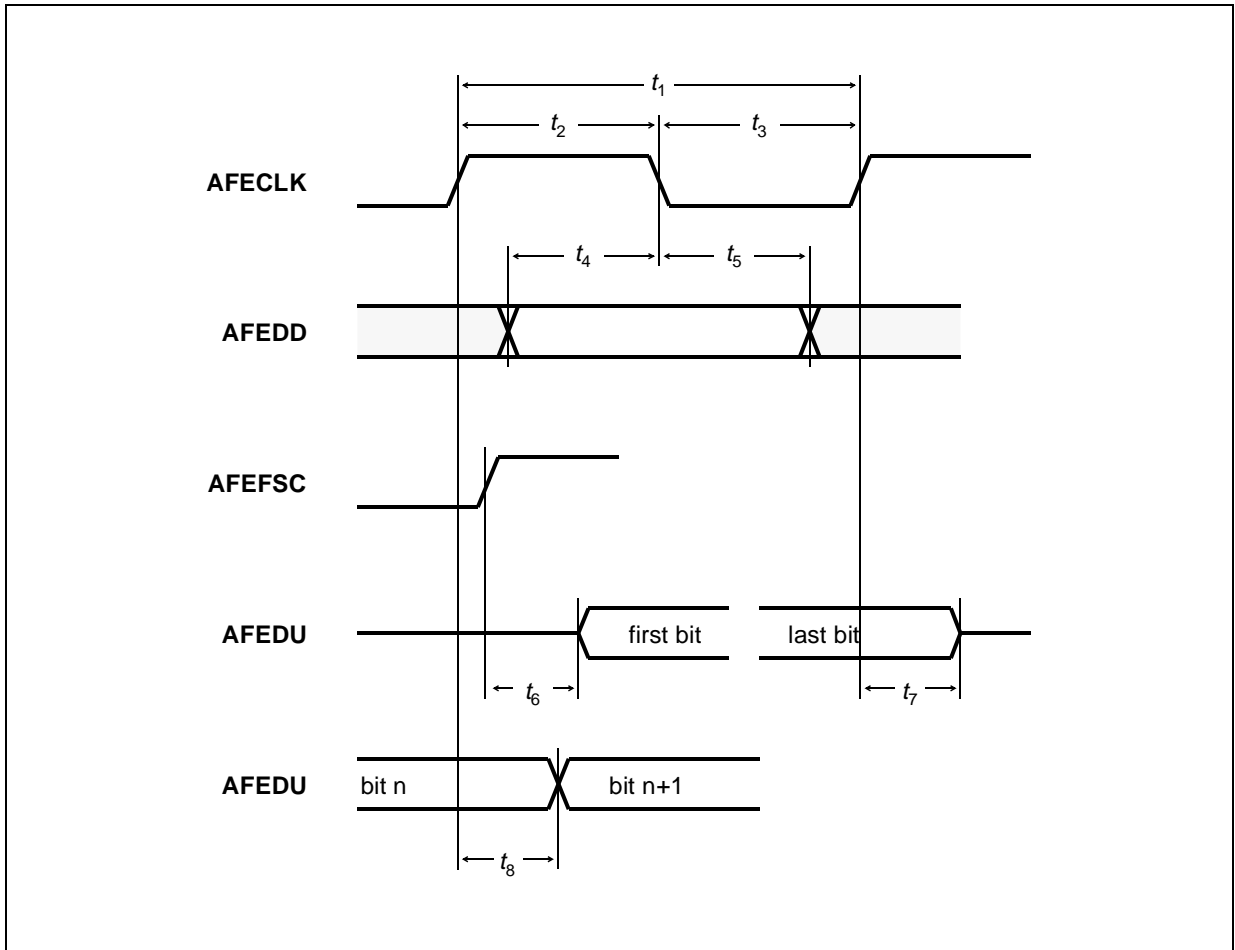 t1
t2
t3
AFECLK
t4
t5
AFEDD
AFEFSC
AFEDU
first bit
last bit
t6
t7
AFEDU
bit n
bit n+1
t8